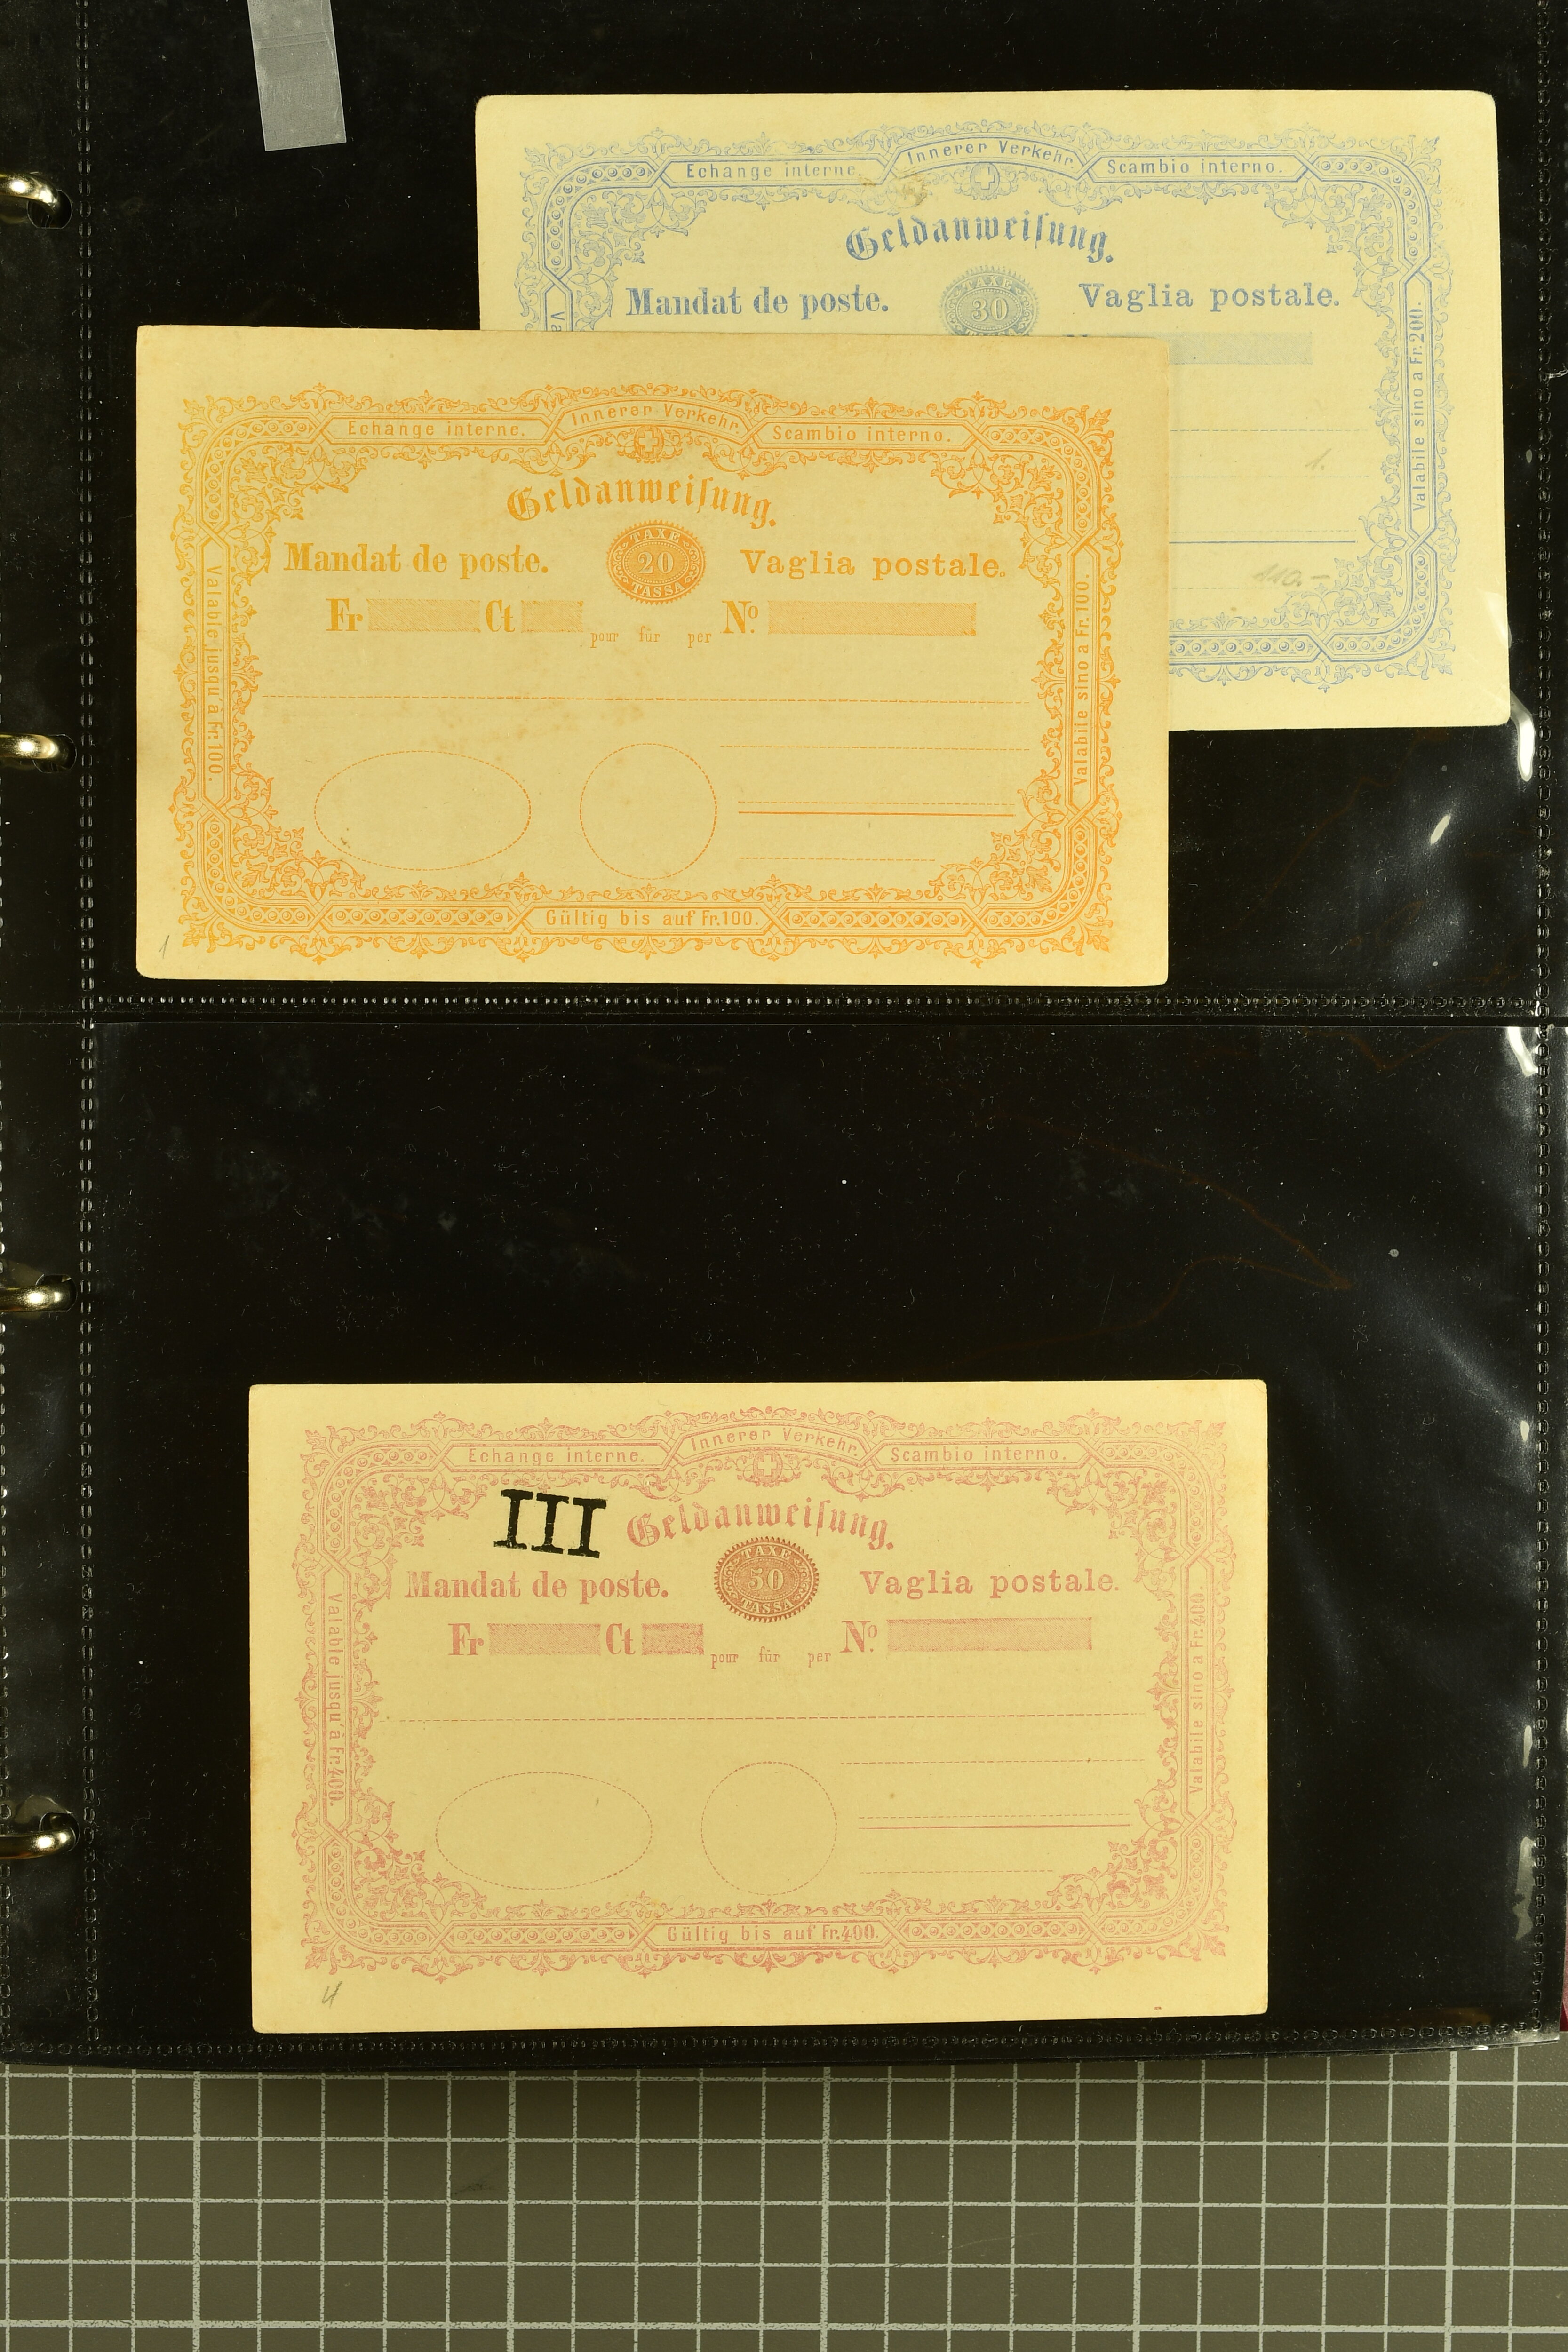 Echange interne. Innerer Verkehr. Scambio interno.
Geldanweiſung.
Mandat de poste. TAXE 30 Vaglia postale.
Va
Valabile sino a Fr. 200.
1.
110.-
Echange interne. Innerer Verkehr. Scambio interno.
Geldanweiſung.
Mandat de poste. TAXE 20 TASSA Vaglia postale.
Fr Ct pour für per No.
Valable jusqu'à Fr. 100.
Valabile sino a Fr. 100.
Gültig bis auf Fr. 100.
1
Echange interne. Innerer Verkehr. Scambio interno.
III Geldanweiſung.
Mandat de poste. TAXE 50 TASSA Vaglia postale.
Fr Ct pour für per No.
Valable jusqu'à Fr. 400.
Valabile sino a Fr. 400.
Gültig bis auf Fr. 400.
4